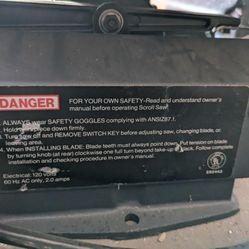 DANGER
FOR YOUR OWN SAFETY-Read and understand owner's
manual before operating Scroll Saw.
1. ALWAYS wear SAFETY GOGGLES complying with ANSIZ87.1.
down firmly.
3. Turn saw off and REMOVE SWITCH KEY before adjusting saw, changing blade, or
leaving area.
4. When INSTALLING BLADE: Blade teeth must always point down. Put tension on blade
by turning knob (at rear) clockwise one full turn beyond take-up of slack. Follow complete
installation and checking procedure in owner's manual.
Electrical: 120 volts
60 Hz AC only, 2.0 amps